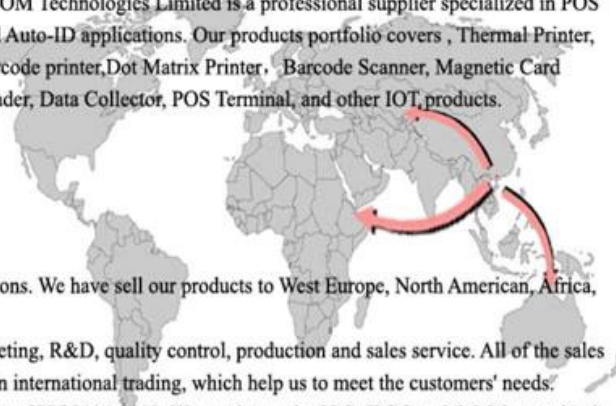 OM Technologies Limited is a professional supplier specialized in POS
Auto-ID applications. Our products portfolio covers , Thermal Printer,
rcode printer,Dot Matrix Printer，Barcode Scanner, Magnetic Card
der, Data Collector, POS Terminal, and other IOT products.
ons. We have sell our products to West Europe, North American, Africa,
eting, R&D, quality control, production and sales service. All of the sales
n international trading, which help us to meet the customers' needs.